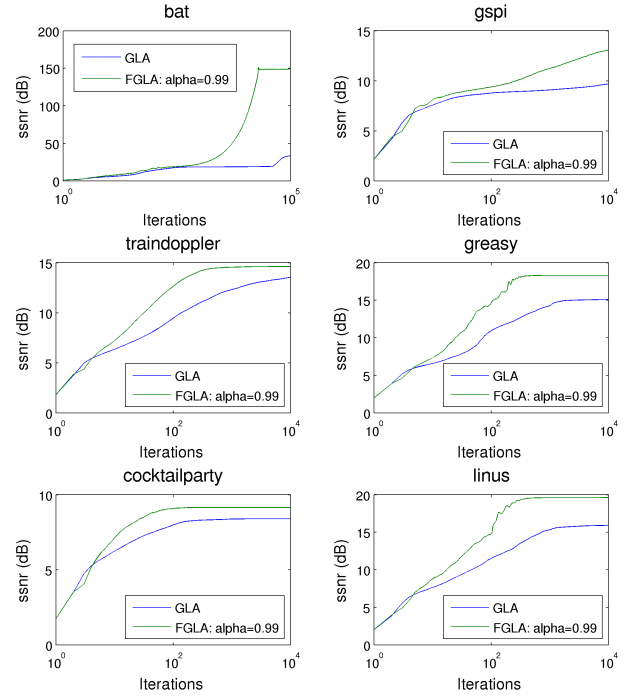 bat
ssnr (dB)
200
150
100
50
0
GLA
FGLA: alpha=0.99
10^0
10^5
Iterations
gspi
ssnr (dB)
15
10
5
0
GLA
FGLA: alpha=0.99
10^0
10^2
10^4
Iterations
traindoppler
ssnr (dB)
15
10
5
0
GLA
FGLA: alpha=0.99
10^0
10^2
10^4
Iterations
greasy
ssnr (dB)
20
15
10
5
0
GLA
FGLA: alpha=0.99
10^0
10^2
10^4
Iterations
cocktailparty
ssnr (dB)
10
5
0
GLA
FGLA: alpha=0.99
10^0
10^2
10^4
Iterations
linus
ssnr (dB)
20
15
10
5
0
GLA
FGLA: alpha=0.99
10^0
10^2
10^4
Iterations